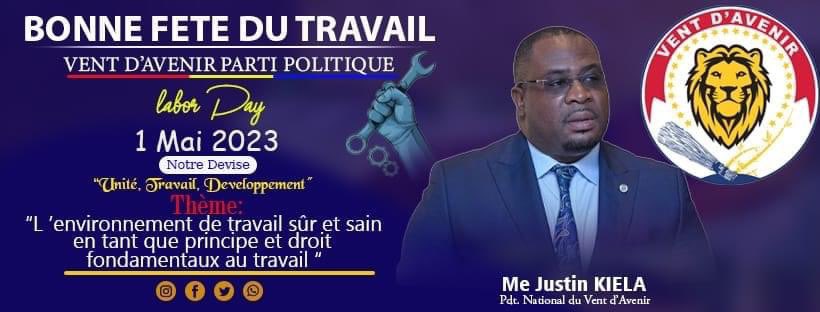 BONNE FETE DU TRAVAIL
VENT D'AVENIR PARTI POLITIQUE
labor Day
1 Mai 2023
Notre Devise
"Unité, Travail, Developpement"
Thème:
"L 'environnement de travail sûr et sain
en tant que principe et droit
fondamentaux au travail "
VENT D'AVENIR
Me Justin KIELA
Pdt. National du Vent d'Avenir